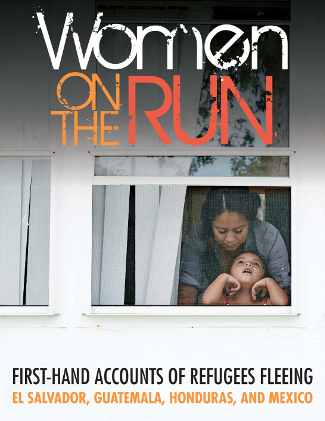 Women
ON
THE RUN
FIRST-HAND ACCOUNTS OF REFUGEES FLEEING
EL SALVADOR, GUATEMALA, HONDURAS, AND MEXICO